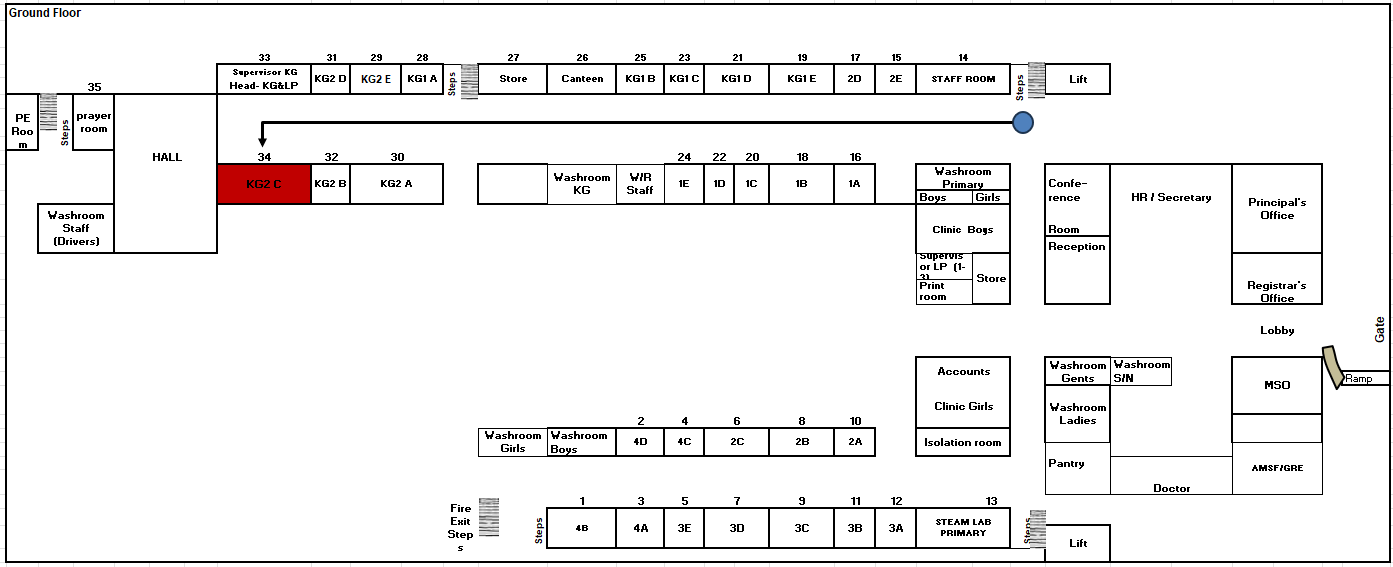 Ground Floor
33 31 29 28 27 26 25 23 21 19 17 15 14
Supervisor KG
Head- KG&LP
KG2 D
KG2 E
KG1 A
Steps
Store
Canteen
KG1 B
KG1 C
KG1 D
KG1 E
2D
2E
STAFF ROOM
Steps
Lift
35
PE
Roo
m
Steps
prayer
room
HALL
34 32 30 24 22 20 18 16
KG2 C
KG2 B
KG2 A
Washroom
KG
W/R
Staff
1E
1D
1C
1B
1A
Washroom
Primary
Boys
Girls
Clinic Boys
Supervis
or LP (1-
3)
Print
room
Store
Confe-
rence
Room
Reception
HR / Secretary
Principal's
Office
Registrar's
Office
Washroom
Staff
(Drivers)
Lobby
Gate
Ramp
Accounts
Clinic Girls
Isolation room
Washroom
Gents
Washroom
S/N
Washroom
Ladies
Pantry
Doctor
MSO
AMSF/GRE
2 4 6 8 10
Washroom
Girls
Washroom
Boys
4D
4C
2C
2B
2A
1 3 5 7 9 11 12 13
Fire
Exit
Step
s
Steps
4B
4A
3E
3D
3C
3B
3A
STEAM LAB
PRIMARY
Steps
Lift